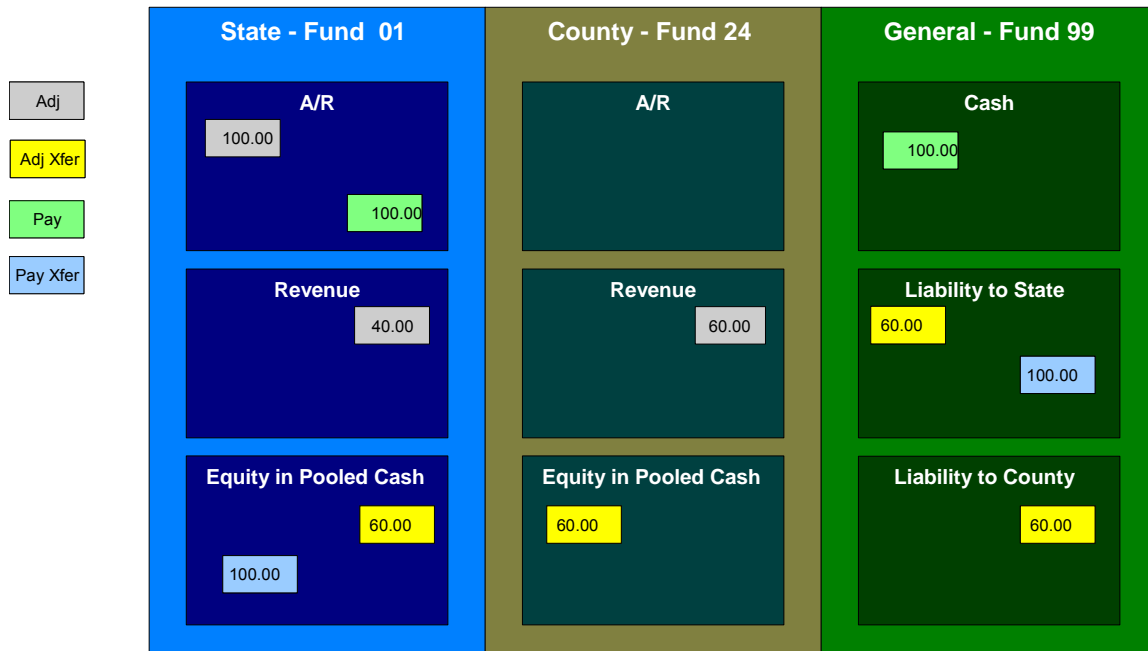 State - Fund 01
County - Fund 24
General - Fund 99
Adj
Adj Xfer
Pay
Pay Xfer
A/R
100.00
100.00
A/R
Cash
100.00
Revenue
40.00
Revenue
60.00
Liability to State
60.00
100.00
Equity in Pooled Cash
60.00
100.00
Equity in Pooled Cash
60.00
Liability to County
60.00